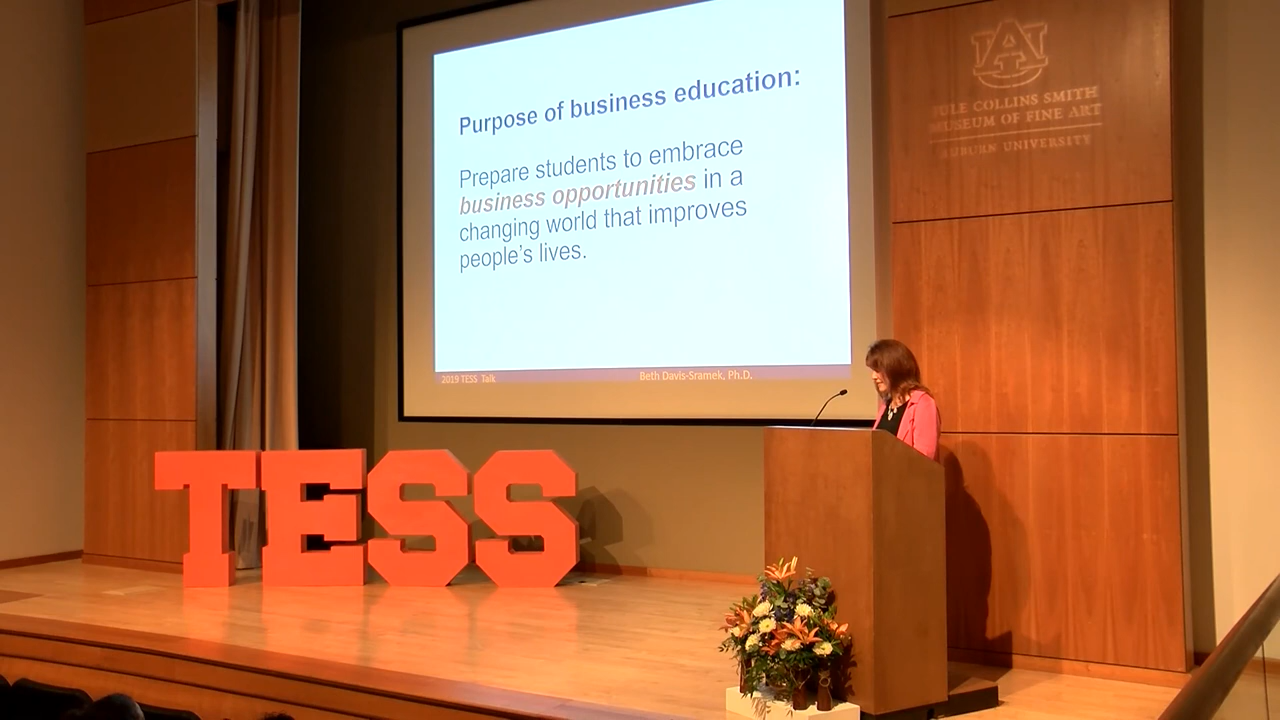 Purpose of business education:
Prepare students to embrace
business opportunities in a
changing world that improves
people's lives.
2019 TESS Talk
Beth Davis-Sramek, Ph.D.
AU
JULE COLLINS SMITH
MUSEUM OF FINE ART
AUBURN UNIVERSITY
TESS